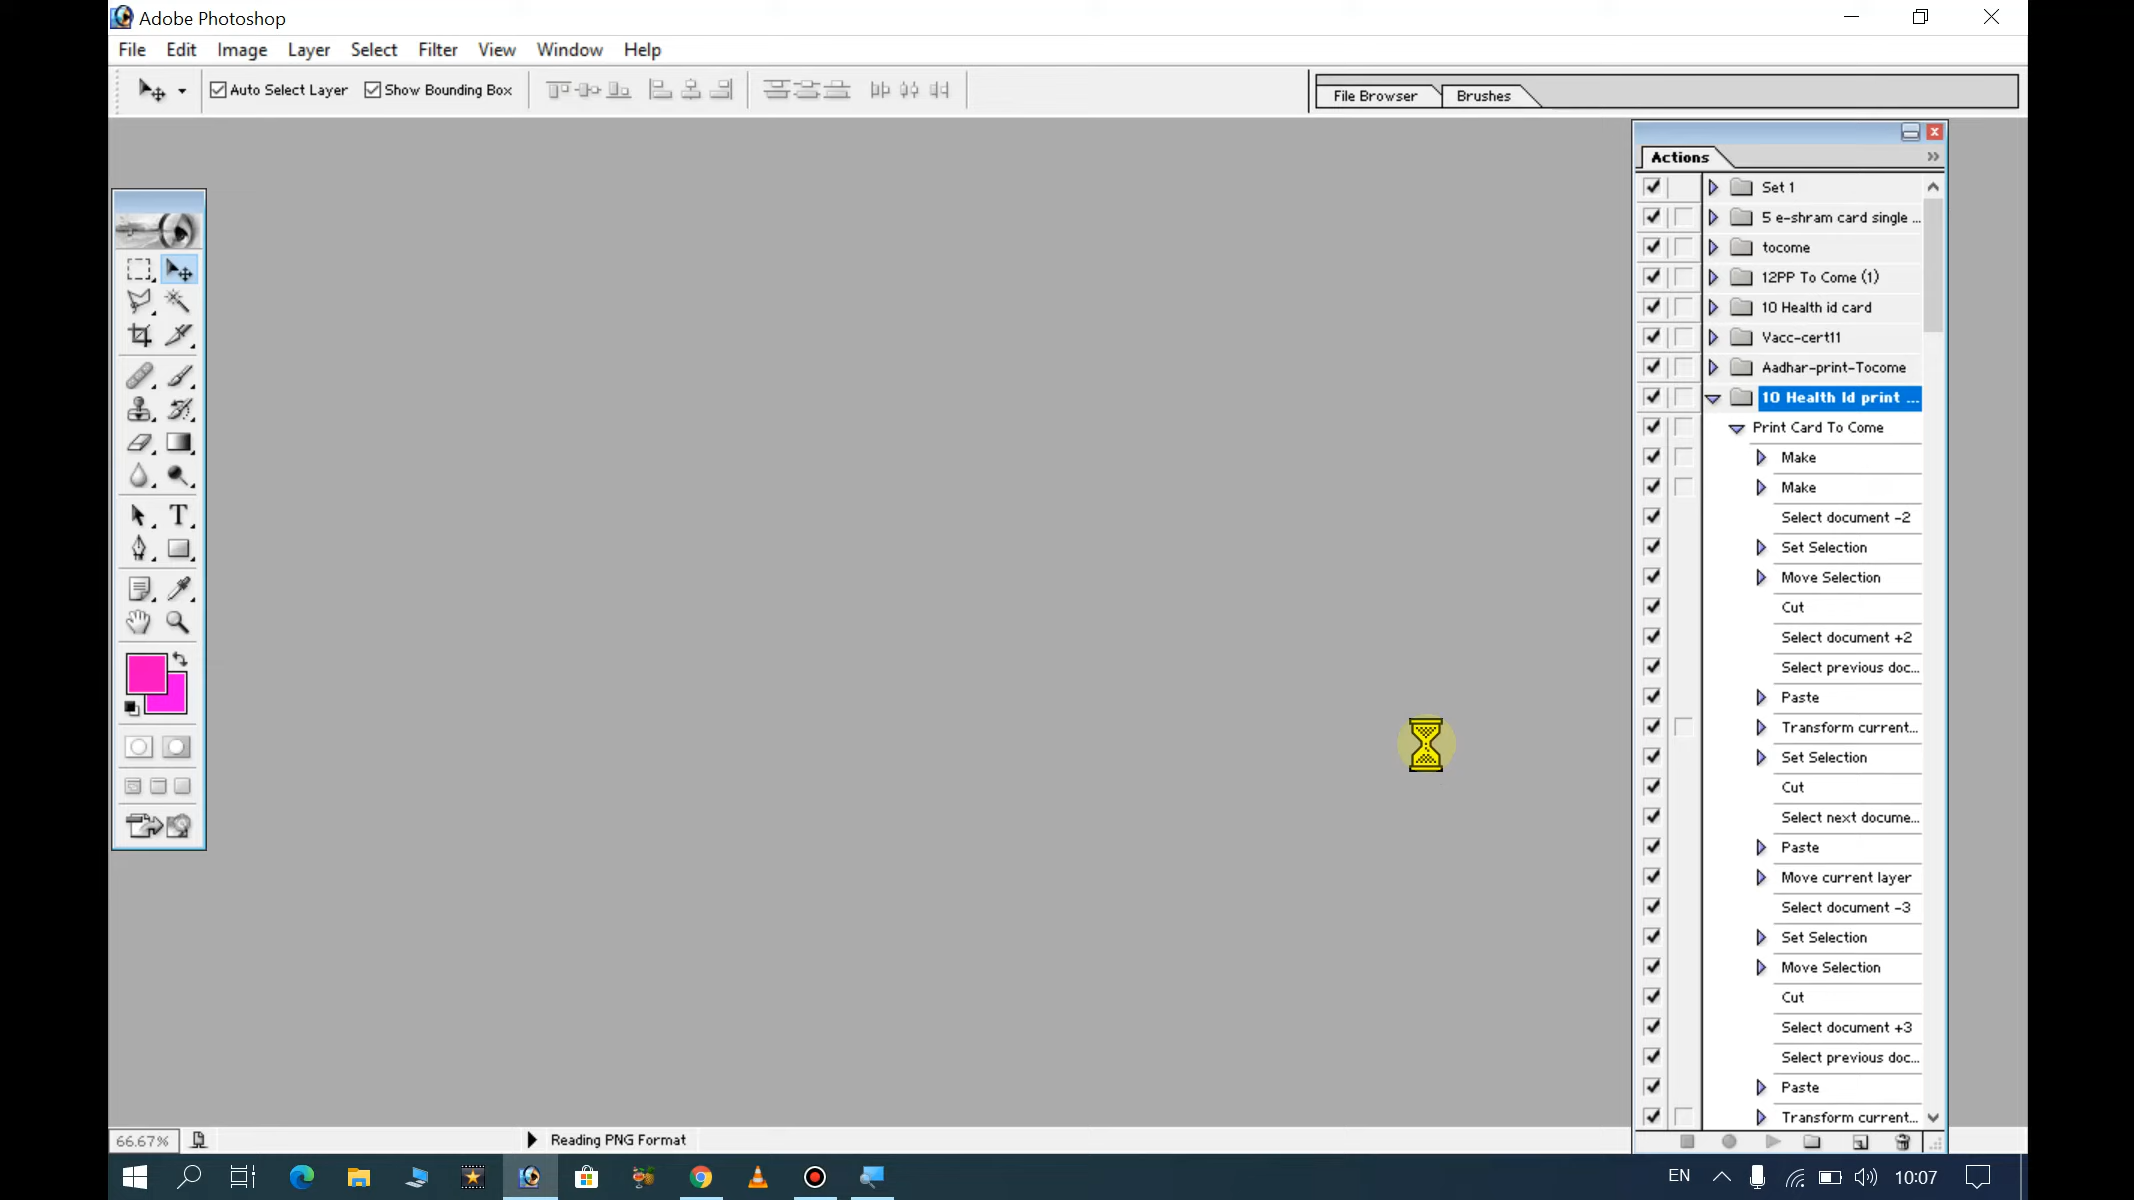 Adobe Photoshop
File Edit Image Layer Select Filter View Window Help
Auto Select Layer Show Bounding Box
File Browser Brushes
Actions
Set 1
5 e-shram card single ...
tocome
12PP To Come (1)
10 Health id card
Vacc-cert11
Aadhar-print-Tocome
10 Health Id print ...
Print Card To Come
Make
Make
Select document -2
Set Selection
Move Selection
Cut
Select document +2
Select previous doc...
Paste
Transform current...
Set Selection
Cut
Select next docume...
Paste
Move current layer
Select document -3
Set Selection
Move Selection
Cut
Select document +3
Select previous doc...
Paste
Transform current...
66.67% Reading PNG Format
EN 10:07